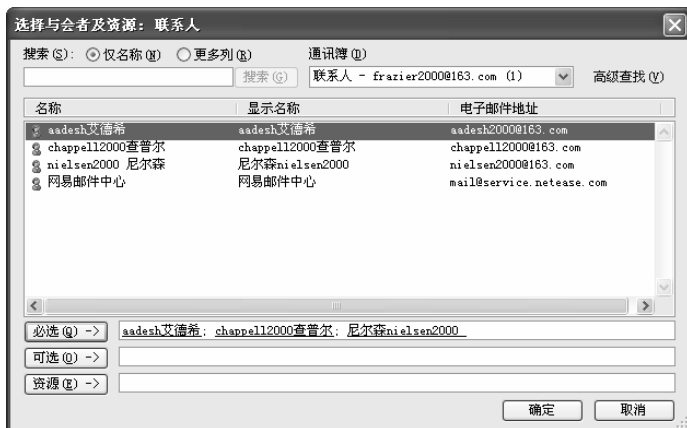 选择与会者及资源: 联系人
搜索(S): 仅名称(N) 更多列(R) 通讯簿(D)
搜索(G) 联系人 - frazier2000@163.com (1) 高级查找(V)
名称 显示名称 电子邮件地址
aadesh艾德希 aadesh艾德希 aadesh2000@163.com
chappell2000查普尔 chappell2000查普尔 chappell2000@163.com
nielsen2000 尼尔森 尼尔森nielsen2000 nielsen2000@163.com
网易邮件中心 网易邮件中心 mail@service.netease.com
必选(Q) -> aadesh艾德希; chappell2000查普尔; 尼尔森nielsen2000
可选(O) ->
资源(E) ->
确定 取消